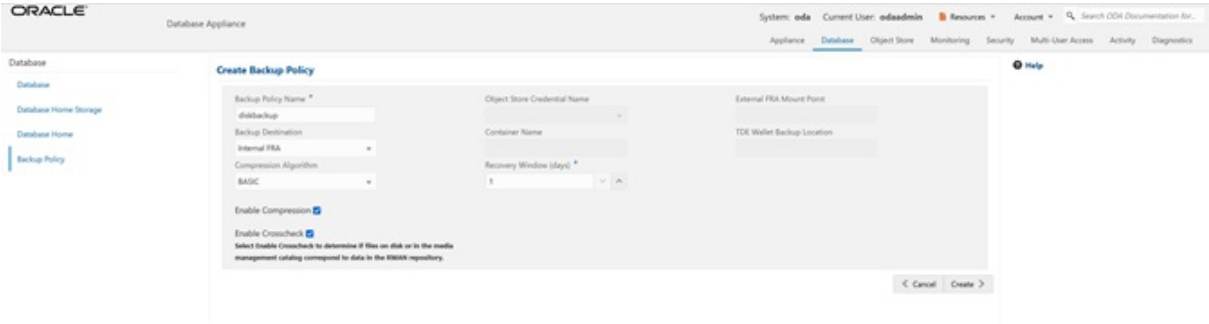 ORACLE
Database Appliance
System: oda Current User: odaadmin Resources Account Search ODA Documentation for...
Appliance Database Object Store Monitoring Security Multi-User Access Activity Diagnostics
Database
Database
Database Home Storage
Database Home
Backup Policy
Create Backup Policy
Help
Backup Policy Name * Object Store Credential Name External FRA Mount Point
diskbackup
Backup Destination Container Name TDE Wallet Backup Location
Internal FRA
Compression Algorithm Recovery Window (days) *
BASIC 1
Enable Compression
Enable Crosscheck
Select Enable Crosscheck to determine if files on disk or in the media
management catalog correspond to data in the RMAN repository.
Cancel Create